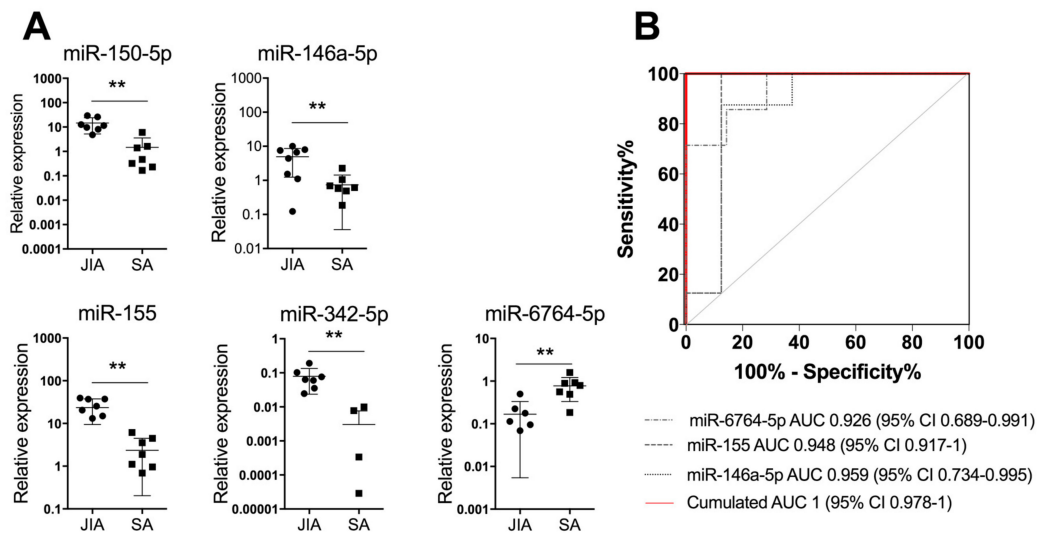 A
miR-150-5p
Relative expression
1000
100
10
1
0.1
0.01
0.001
0.0001
**
JIA
SA
miR-146a-5p
Relative expression
1000
100
10
1
0.1
0.01
**
JIA
SA
miR-155
Relative expression
100
10
1
0.1
**
JIA
SA
miR-342-5p
Relative expression
1
0.1
0.01
0.001
0.0001
0.00001
**
JIA
SA
miR-6764-5p
Relative expression
10
1
0.1
0.01
0.001
**
JIA
SA
B
Sensitivity%
100
80
60
40
20
0
0
20
40
60
80
100
100% - Specificity%
miR-6764-5p AUC 0.926 (95% CI 0.689-0.991)
miR-155 AUC 0.948 (95% CI 0.917-1)
miR-146a-5p AUC 0.959 (95% CI 0.734-0.995)
Cumulated AUC 1 (95% CI 0.978-1)